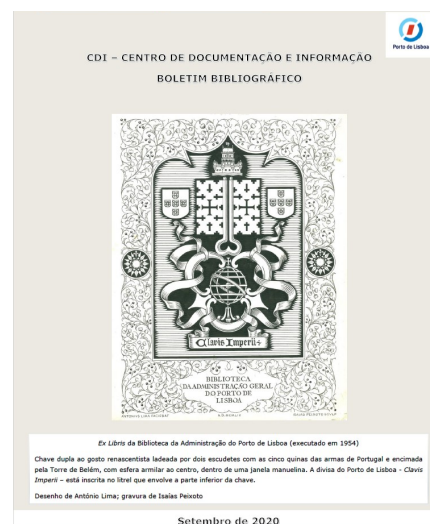 Porto de Lisboa
CDI – CENTRO DE DOCUMENTAÇÃO E INFORMAÇÃO
BOLETIM BIBLIOGRÁFICO
Clavis Imperii
BIBLIOTECA
DA ADMINISTRAÇÃO GERAL
DO PORTO DE
LISBOA
Ex Libris da Biblioteca da Administração do Porto de Lisboa (executado em 1954)
Chave dupla ao gosto renascentista ladeada por dois escudetes com as cinco quinas das armas de Portugal e encimada
pela Torre de Belém, com esfera armilar ao centro, dentro de uma janela manuelina. A divisa do Porto de Lisboa - Clavis
Imperii – está inscrita no litrel que envolve a parte inferior da chave.
Desenho de António Lima; gravura de Isaías Peixoto
Setembro de 2020